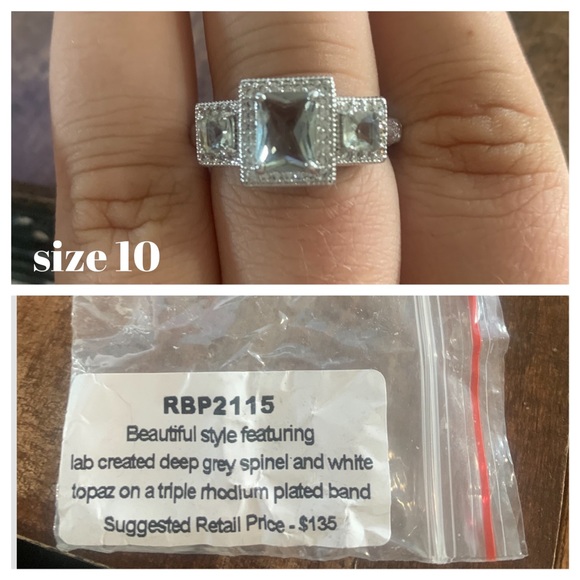 size 10
RBP2115
Beautiful style featuring
lab created deep grey spinel and white
topaz on a triple rhodium plated band
Suggested Retail Price - $135